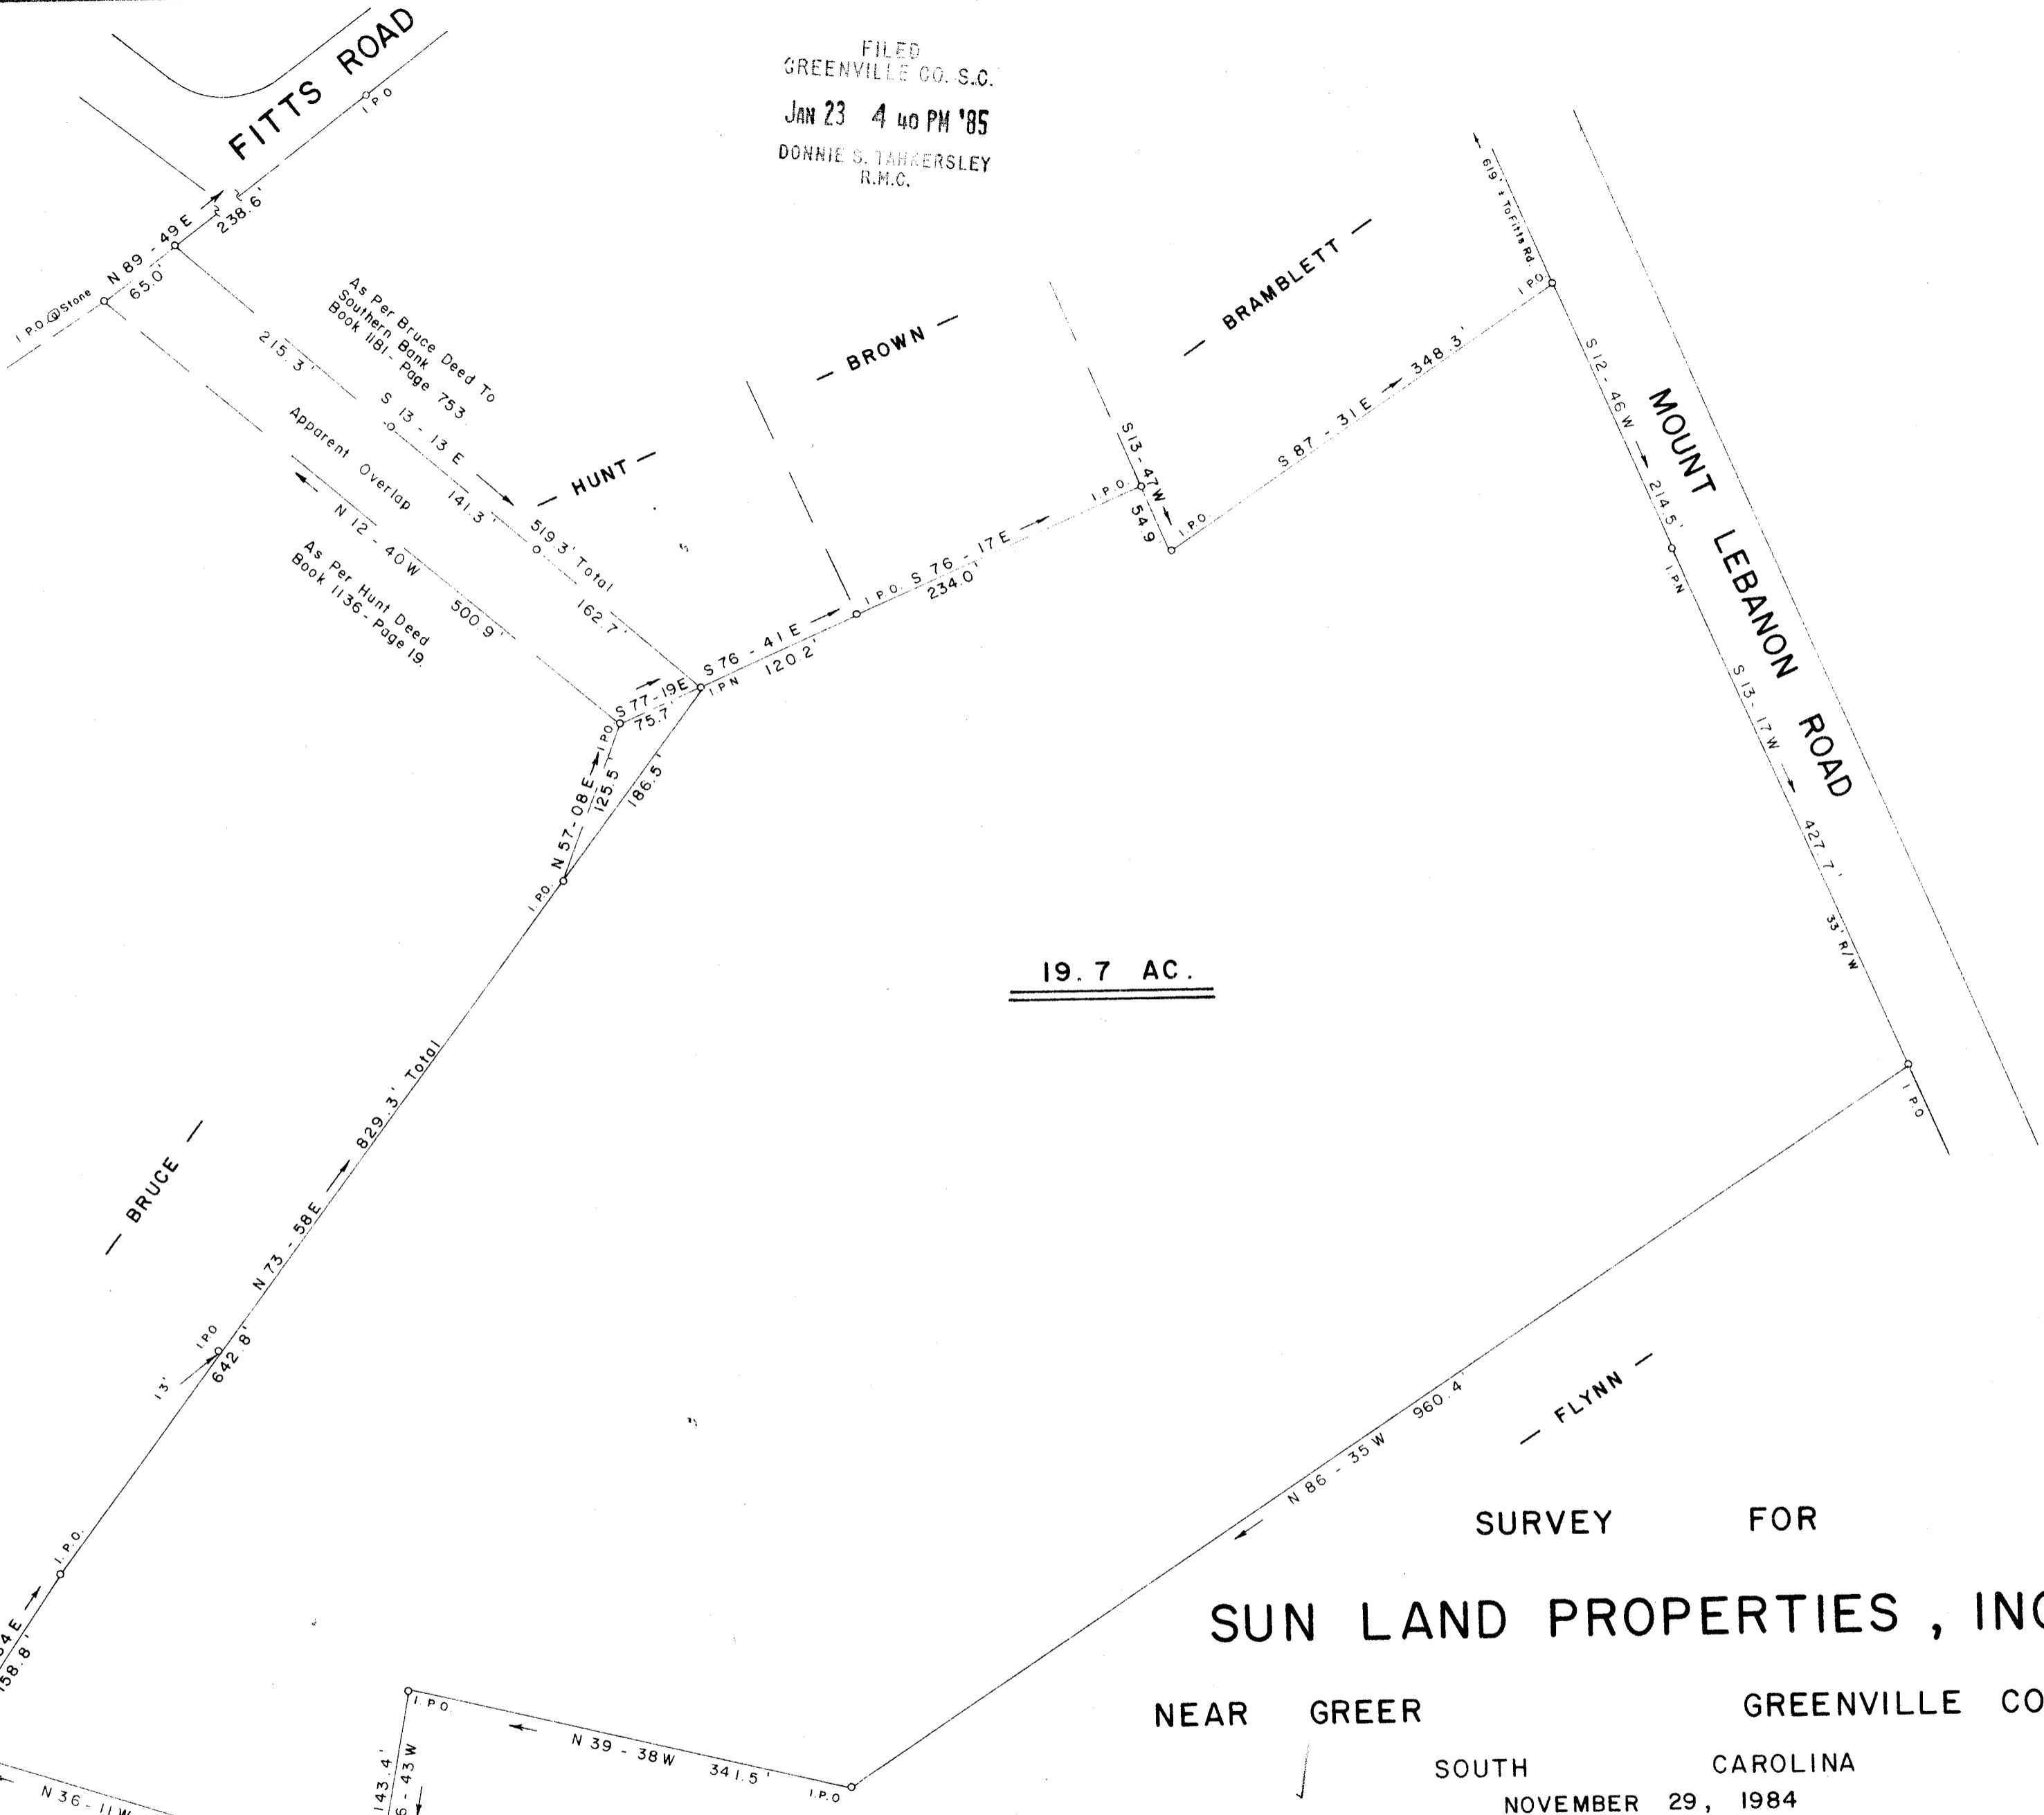 FITTS ROAD
I.P.O
FILED
GREENVILLE CO. S.C.
JAN 23 4 40 PM '85
DONNIE S. TANKERSLEY
R.M.C.
238.6'
N 89 - 49 E
65.0'
I.P.O @ Stone
215.3'
As Per Bruce Deed To
Southern Bank
Book 1181 - Page 753.
S 13 - 13 E
Apparent Overlap
141.3'
519.3' Total
162.7'
N 12 - 40 W
500.9'
As Per Hunt Deed
Book 1136 - Page 19.
— HUNT —
— BROWN —
— BRAMBLETT —
619' ± To Fitts Rd.
I.P.O
S 12 - 46 W
214.5'
I.P.N
MOUNT LEBANON ROAD
S 13 - 17 W
427.7'
33' R/W
I.P.O
S 87 - 31 E
348.3'
S 13 - 47 W
54.9
I.P.O.
I.P.O.
S 76 - 17 E
234.0'
I.P.O.
S 76 - 41 E
120.2'
I.P.N
S 77 - 19 E
75.7'
I.P.O
N 57 - 08 E
125.5'
186.5'
I.P.O.
19.7 AC.
829.3' Total
N 73 - 58 E
— BRUCE —
I.P.O
13'
642.8'
I.P.O.
4 E
158.8'
960.4'
N 86 - 35 W
— FLYNN —
I.P.O.
N 39 - 38 W
341.5'
I.P.O
143.4'
6 - 43 W
N 36 - 11 W
SURVEY FOR
SUN LAND PROPERTIES , INC
NEAR GREER GREENVILLE CO
SOUTH CAROLINA
NOVEMBER 29, 1984